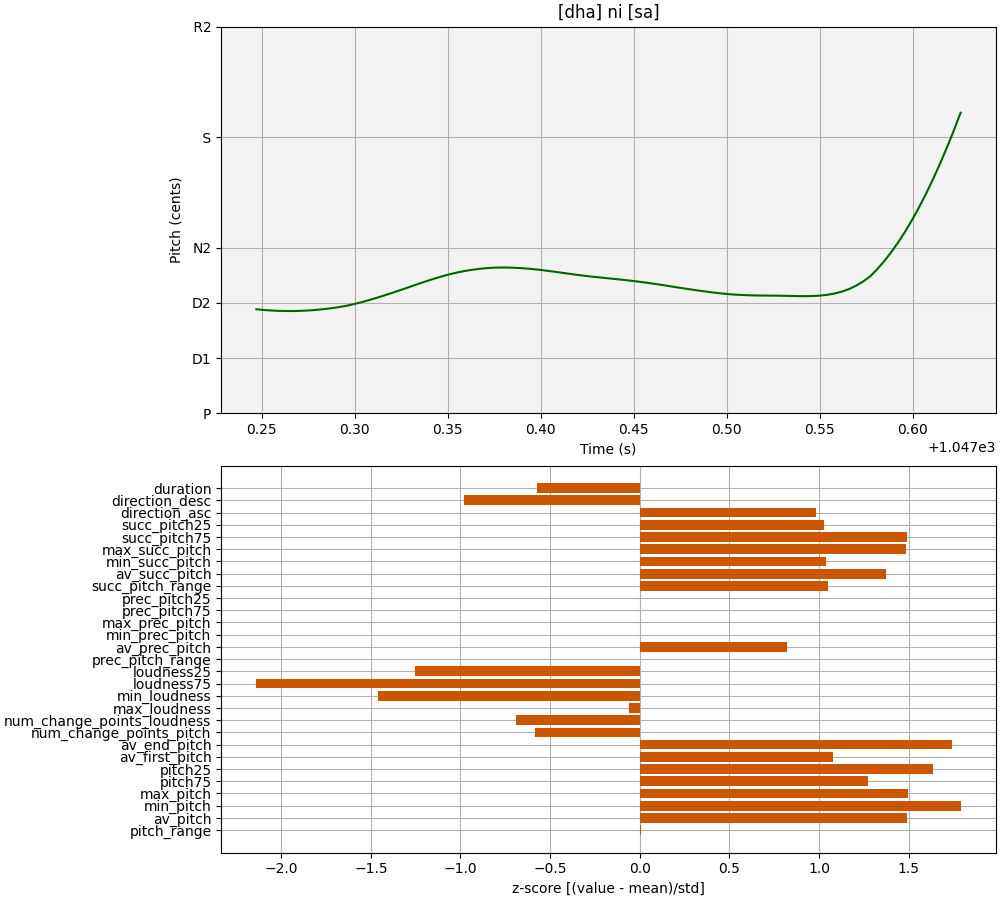 [dha] ni [sa]
R2
S
N2
D2
D1
P
Pitch (cents)
0.25 0.30 0.35 0.40 0.45 0.50 0.55 0.60
Time (s)
+1.047e3
duration
direction_desc
direction_asc
succ_pitch25
succ_pitch75
max_succ_pitch
min_succ_pitch
av_succ_pitch
succ_pitch_range
prec_pitch25
prec_pitch75
max_prec_pitch
min_prec_pitch
av_prec_pitch
prec_pitch_range
loudness25
loudness75
min_loudness
max_loudness
num_change_points_loudness
num_change_points_pitch
av_end_pitch
av_first_pitch
pitch25
pitch75
max_pitch
min_pitch
av_pitch
pitch_range
−2.0 −1.5 −1.0 −0.5 0.0 0.5 1.0 1.5
z-score [(value - mean)/std]